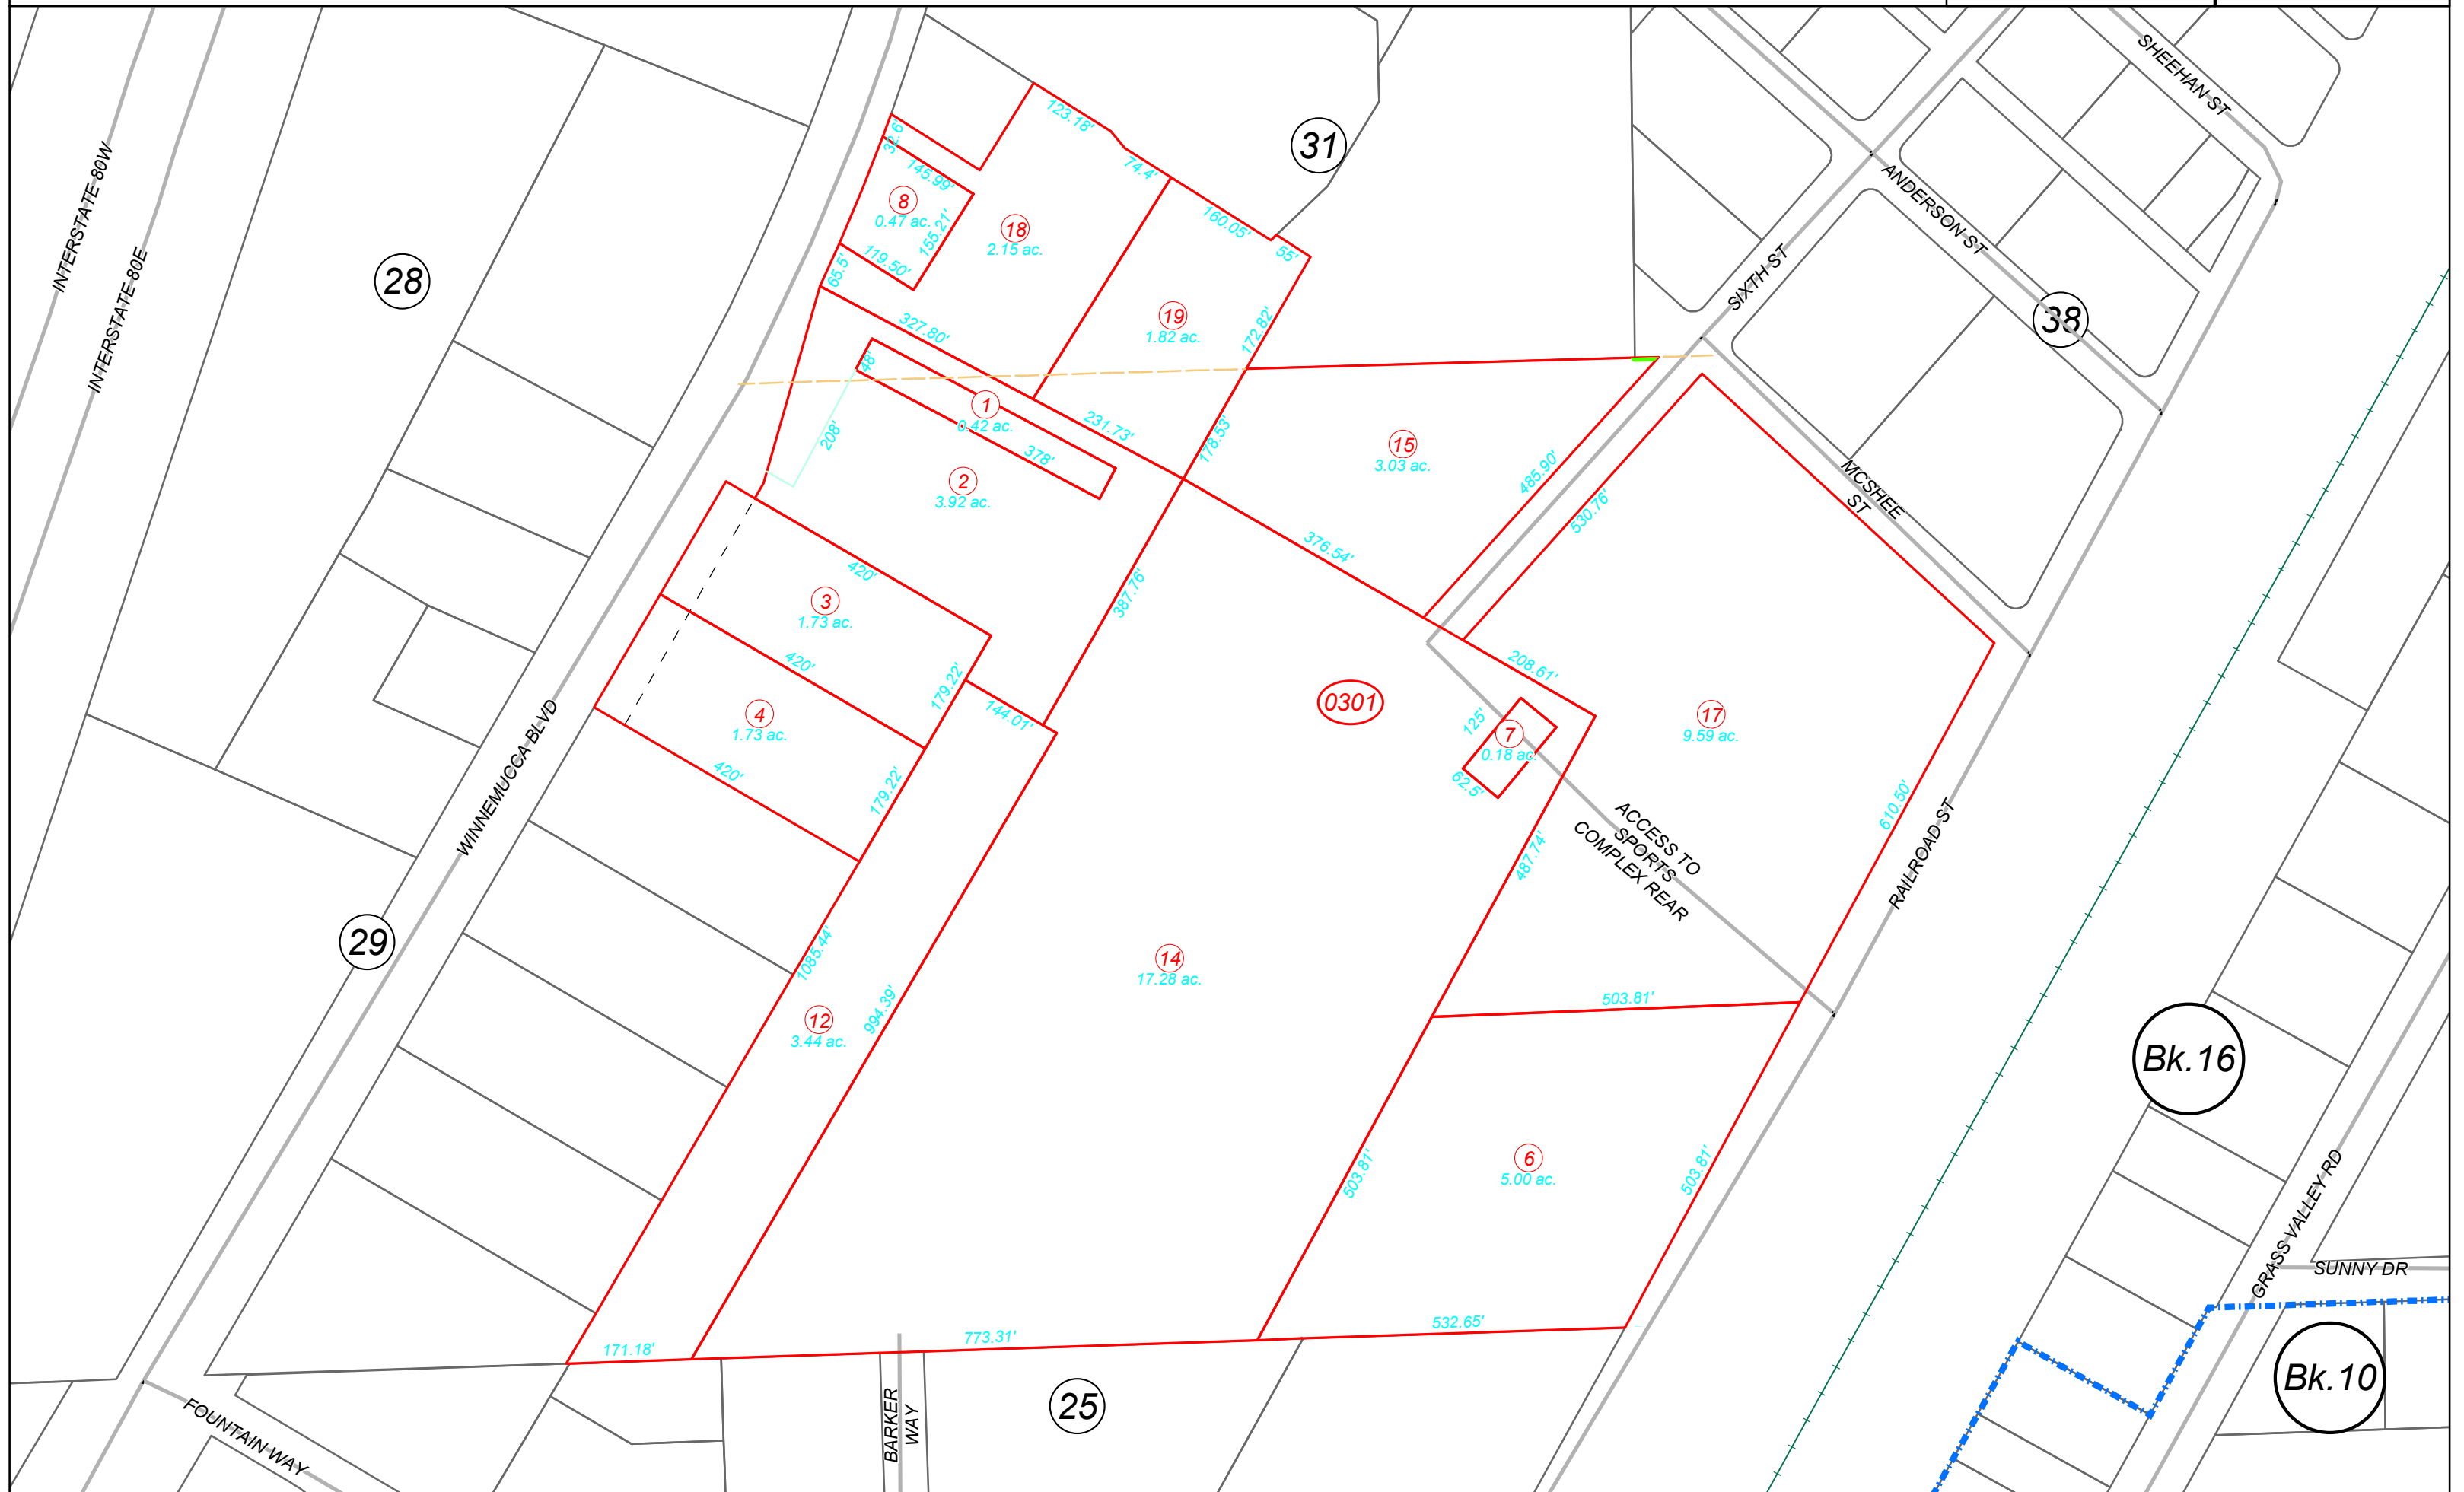 SHEEHAN ST
INTERSTATE 80W
INTERSTATE 80E
28
31
123.18'
74.4'
145.99'
8
0.47 ac.
155.21'
119.50'
65.5'
18
2.15 ac.
160.05'
55'
19
1.82 ac.
172.82'
ANDERSON ST
SIXTH ST
38
327.80'
48'
1
0.42 ac.
231.73'
178.53'
208'
378'
2
3.92 ac.
15
3.03 ac.
485.90'
530.76'
MCSHEE
ST
376.54'
420'
387.76'
3
1.73 ac.
420'
179.22'
144.01'
4
1.73 ac.
420'
179.22'
0301
208.61'
125'
7
0.18 ac.
62.5'
17
9.59 ac.
610.50'
WINNEMUCCA BLVD
487.74'
ACCESS TO
SPORTS
COMPLEX REAR
RAILROAD ST
29
1085.44'
994.39'
12
3.44 ac.
14
17.28 ac.
503.81'
503.81'
6
5.00 ac.
503.81'
Bk.16
GRASS VALLEY RD
SUNNY DR
171.18'
773.31'
532.65'
Bk.10
25
BARKER
WAY
FOUNTAIN WAY